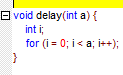 void delay(int a) {
int i;
for (i = 0; i < a; i++);
}